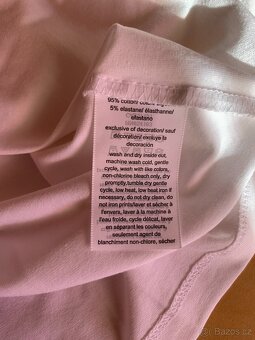 95% cotton/
5% elastane/élasthanne/
elastano
exclusive of decoration/sauf
décoration/excluye la
decoración
wash and dry inside out,
machine wash cold, gentle
cycle, wash with like colors,
non-chlorine bleach only, dry
promptly, tumble dry gentle
cycle, low heat, low heat iron if
necessary, do not dry clean, do
not iron prints/laver et sécher à
l'envers, laver à la machine à
l'eau froide, cycle délicat, laver
en séparant les couleurs,
seulement agent de
blanchiment non-chlore, sécher
Bazos.cz